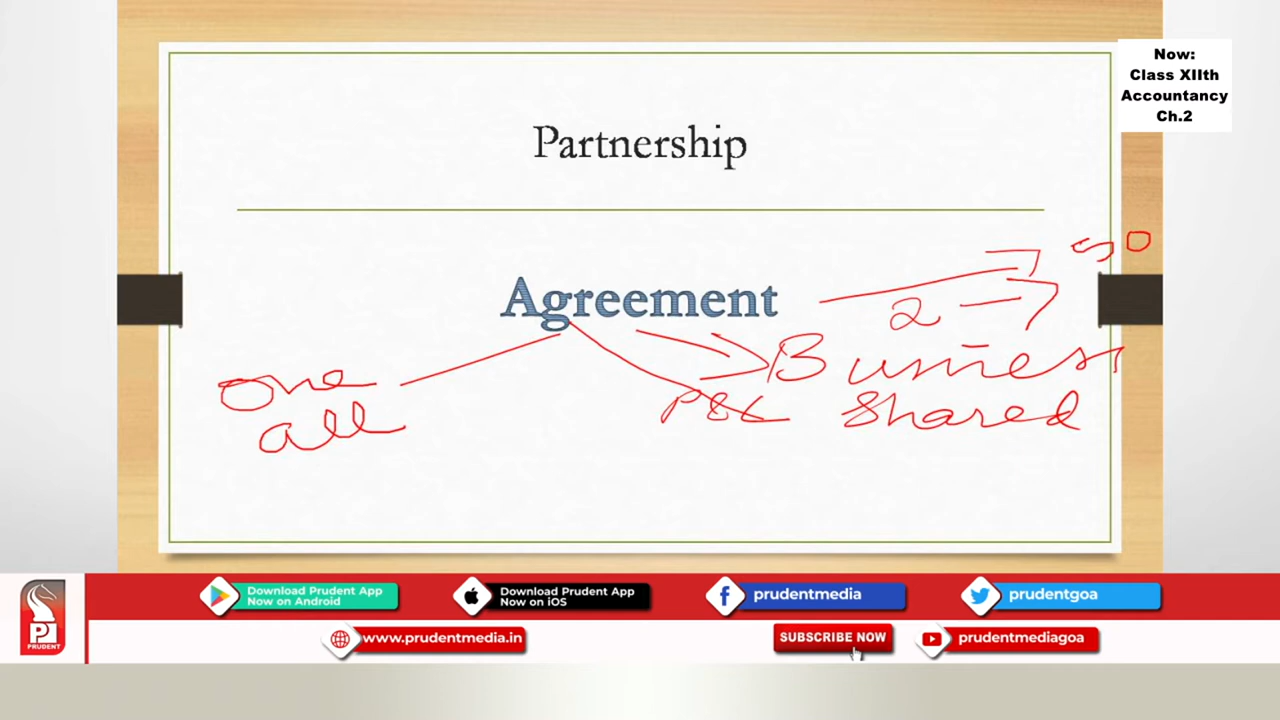 Now:
Class XIIth
Accountancy
Ch.2
Partnership
50
Agreement
2
Business
One
all
P&L Shared
Download Prudent App
Now on Android
Download Prudent App
Now on iOS
prudentmedia
prudentgoa
PI
PRUDENT
www.prudentmedia.in
SUBSCRIBE NOW
prudentmediagoa